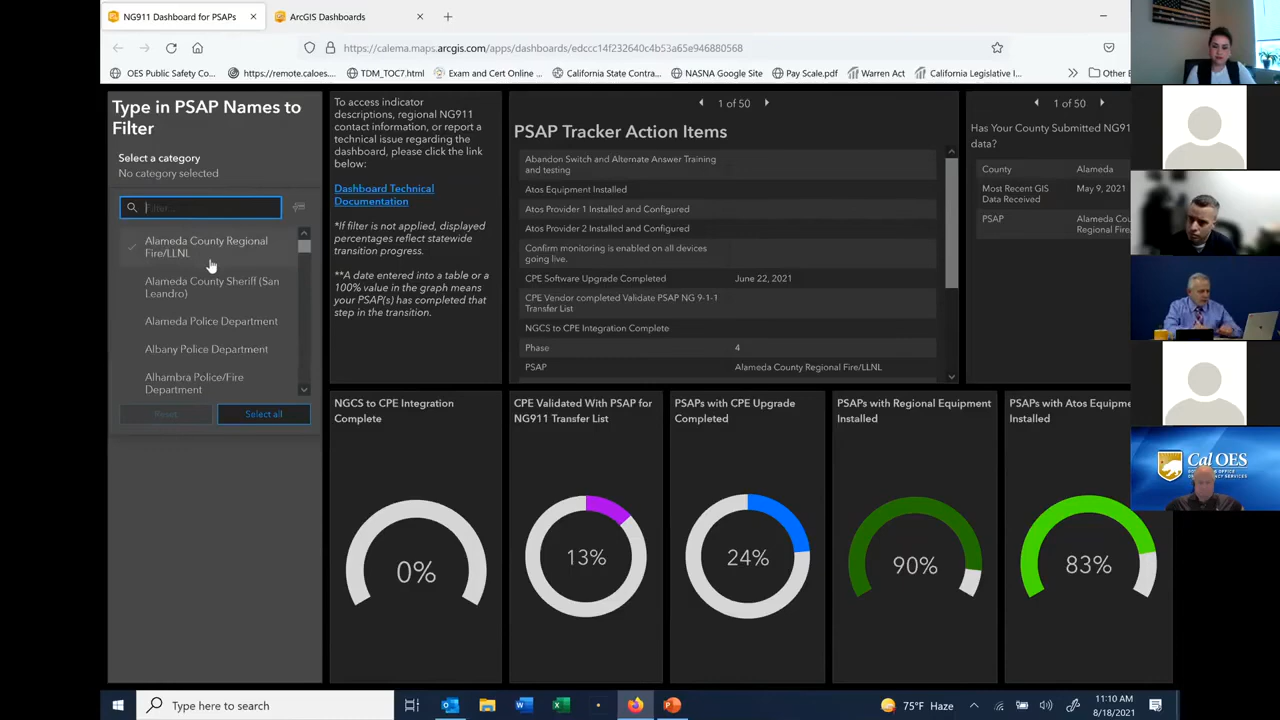 NG911 Dashboard for PSAPs
ArcGIS Dashboards
https://calema.maps.arcgis.com/apps/dashboards/edccc14f232640c4b53a65e946880568
OES Public Safety Co...
https://remote.caloes....
TDM_TOC7.html
Exam and Cert Online ...
California State Contra...
NASNA Google Site
Pay Scale.pdf
Warren Act
California Legislative I...
Other B
Type in PSAP Names to
Filter
Select a category
No category selected
Filter...
Alameda County Regional
Fire/LLNL
Alameda County Sheriff (San
Leandro)
Alameda Police Department
Albany Police Department
Alhambra Police/Fire
Department
Reset
Select all
To access indicator
descriptions, regional NG911
contact information, or report a
technical issue regarding the
dashboard, please click the link
below:
Dashboard Technical
Documentation
*If filter is not applied, displayed
percentages reflect statewide
transition progress.
**A date entered into a table or a
100% value in the graph means
your PSAP(s) has completed that
step in the transition.
1 of 50
PSAP Tracker Action Items
Abandon Switch and Alternate Answer Training
and testing
Atos Equipment Installed
Atos Provider 1 Installed and Configured
Atos Provider 2 Installed and Configured
Confirm monitoring is enabled on all devices
going live.
CPE Software Upgrade Completed June 22, 2021
CPE Vendor completed Validate PSAP NG 9-1-1
Transfer List
NGCS to CPE Integration Complete
Phase 4
PSAP Alameda County Regional Fire/LLNL
1 of 50
Has Your County Submitted NG91
data?
County Alameda
Most Recent GIS May 9, 2021
Data Received
PSAP Alameda Cou
Regional Fire
NGCS to CPE Integration
Complete
0%
CPE Validated With PSAP for
NG911 Transfer List
13%
PSAPs with CPE Upgrade
Completed
24%
PSAPs with Regional Equipment
Installed
90%
PSAPs with Atos Equipme
Installed
83%
Cal OES
Type here to search
75°F Haze
11:10 AM
8/18/2021